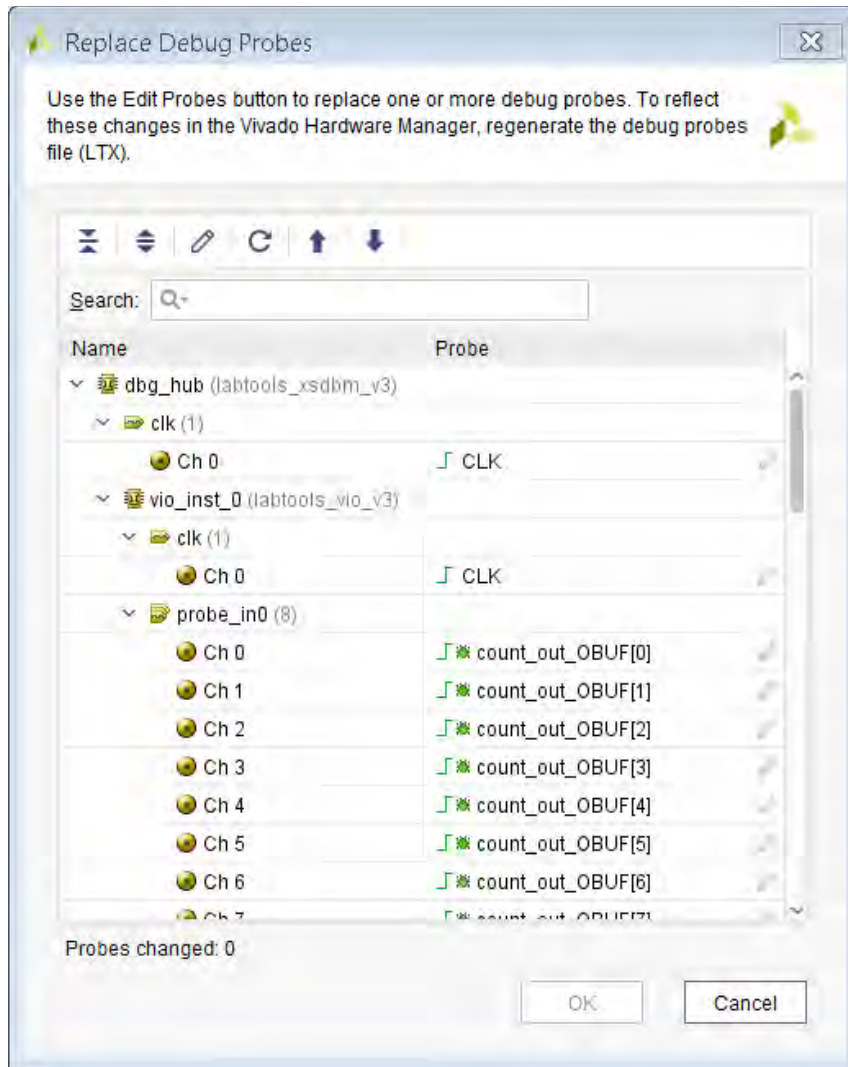 Replace Debug Probes
Use the Edit Probes button to replace one or more debug probes. To reflect
these changes in the Vivado Hardware Manager, regenerate the debug probes
file (LTX).
Search:
Name Probe
dbg_hub (labtools_xsdbm_v3)
clk (1)
Ch 0 CLK
vio_inst_0 (labtools_vio_v3)
clk (1)
Ch 0 CLK
probe_in0 (8)
Ch 0 count_out_OBUF[0]
Ch 1 count_out_OBUF[1]
Ch 2 count_out_OBUF[2]
Ch 3 count_out_OBUF[3]
Ch 4 count_out_OBUF[4]
Ch 5 count_out_OBUF[5]
Ch 6 count_out_OBUF[6]
Ch 7 count_out_OBUF[7]
Probes changed: 0
OK Cancel